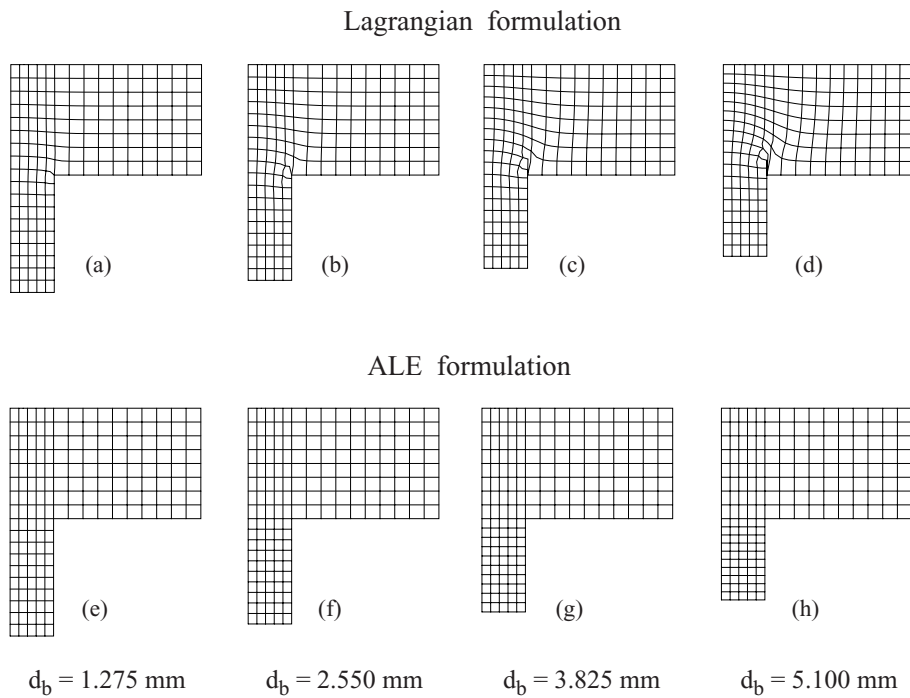 Lagrangian formulation
(a) (b) (c) (d)
ALE formulation
(e) (f) (g) (h)
d_b = 1.275 mm d_b = 2.550 mm d_b = 3.825 mm d_b = 5.100 mm